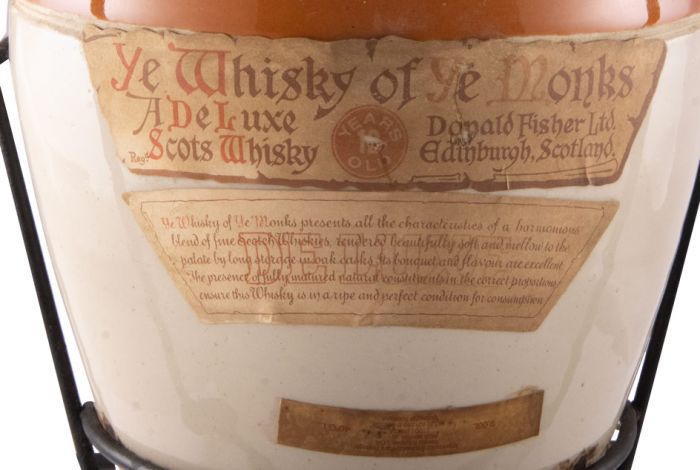 Ye Whisky of Ye Monks
A De Luxe
Regd. Scots Whisky
YEARS
OLD
Donald Fisher Ltd.
Edinburgh, Scotland.
Ye Whisky of Ye Monks presents all the characteristics of a harmonious
blend of fine Scotch Whiskies, rendered beautifully soft and mellow to the
palate by long storage in oak casks. Its bouquet and flavour are excellent
The presence of fully matured natural constituents in the correct proportions
ensure this Whisky is in a ripe and perfect condition for consumption